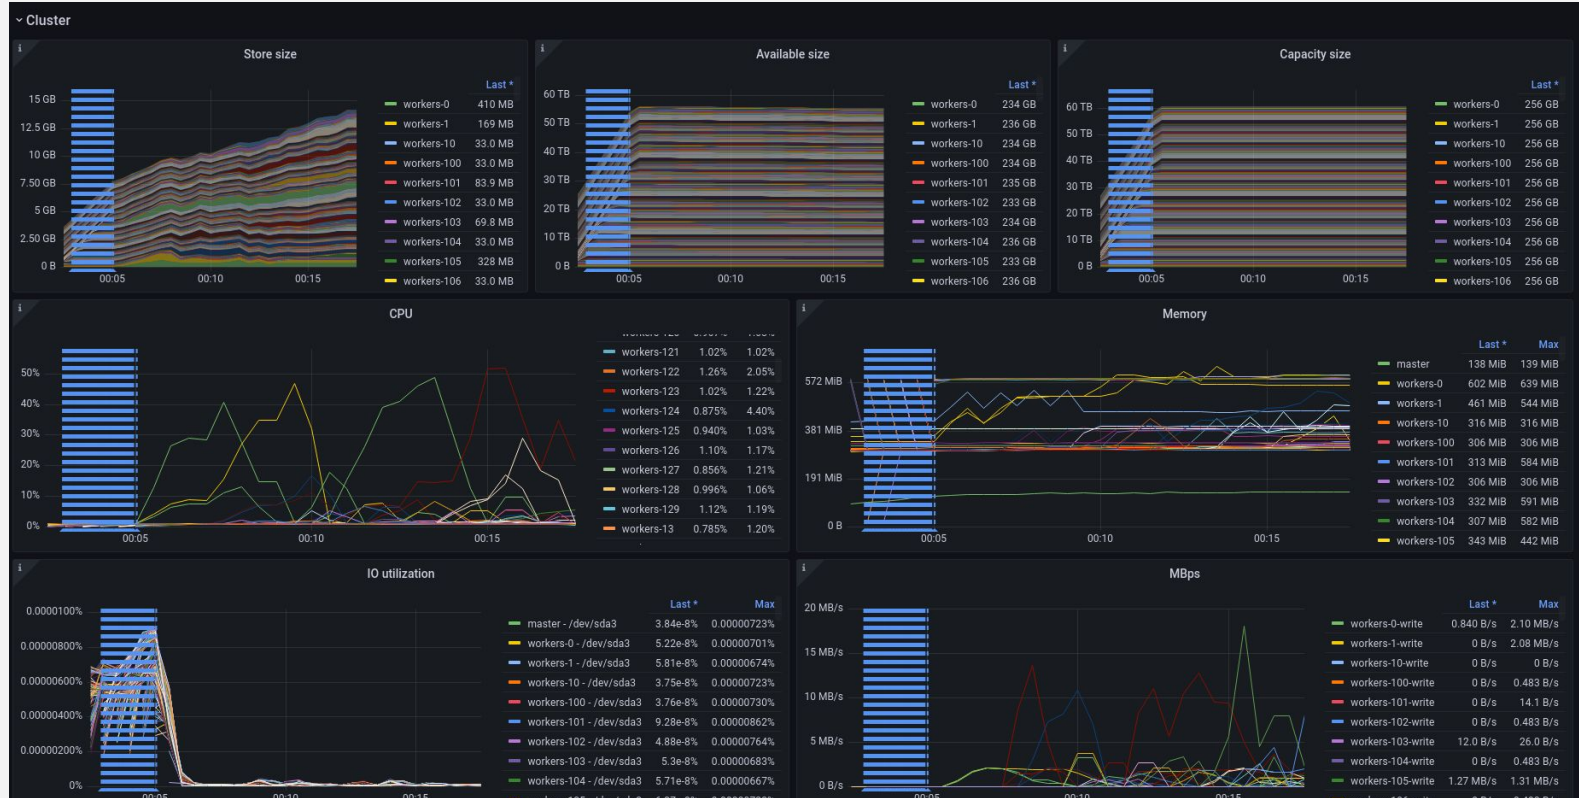 Cluster
Store size
Last *
15 GB
12.5 GB
10 GB
7.50 GB
5 GB
2.50 GB
0 B
00:05 00:10 00:15
workers-0 410 MB
workers-1 169 MB
workers-10 33.0 MB
workers-100 33.0 MB
workers-101 83.9 MB
workers-102 33.0 MB
workers-103 69.8 MB
workers-104 33.0 MB
workers-105 328 MB
workers-106 33.0 MB
Available size
Last *
60 TB
50 TB
40 TB
30 TB
20 TB
10 TB
0 B
00:05 00:10 00:15
workers-0 234 GB
workers-1 236 GB
workers-10 234 GB
workers-100 234 GB
workers-101 235 GB
workers-102 233 GB
workers-103 234 GB
workers-104 236 GB
workers-105 233 GB
workers-106 236 GB
Capacity size
Last *
60 TB
50 TB
40 TB
30 TB
20 TB
10 TB
0 B
00:05 00:10 00:15
workers-0 256 GB
workers-1 256 GB
workers-10 256 GB
workers-100 256 GB
workers-101 256 GB
workers-102 256 GB
workers-103 256 GB
workers-104 256 GB
workers-105 256 GB
workers-106 256 GB
CPU
50%
40%
30%
20%
10%
0%
00:05 00:10 00:15
workers-121 1.02% 1.02%
workers-122 1.26% 2.05%
workers-123 1.02% 1.22%
workers-124 0.875% 4.40%
workers-125 0.940% 1.03%
workers-126 1.10% 1.17%
workers-127 0.856% 1.21%
workers-128 0.996% 1.06%
workers-129 1.12% 1.19%
workers-13 0.785% 1.20%
Memory
Last * Max
572 MiB
381 MiB
191 MiB
0 B
00:05 00:10 00:15
master 138 MiB 139 MiB
workers-0 602 MiB 639 MiB
workers-1 461 MiB 544 MiB
workers-10 316 MiB 316 MiB
workers-100 306 MiB 306 MiB
workers-101 313 MiB 584 MiB
workers-102 306 MiB 306 MiB
workers-103 332 MiB 591 MiB
workers-104 307 MiB 582 MiB
workers-105 343 MiB 442 MiB
IO utilization
Last * Max
0.0000100%
0.00000800%
0.00000600%
0.00000400%
0.00000200%
0%
00:05 00:10 00:15
master - /dev/sda3 3.84e-8% 0.00000723%
workers-0 - /dev/sda3 5.22e-8% 0.00000701%
workers-1 - /dev/sda3 5.81e-8% 0.00000674%
workers-10 - /dev/sda3 3.75e-8% 0.00000723%
workers-100 - /dev/sda3 3.76e-8% 0.00000730%
workers-101 - /dev/sda3 9.28e-8% 0.00000862%
workers-102 - /dev/sda3 4.88e-8% 0.00000764%
workers-103 - /dev/sda3 5.3e-8% 0.00000683%
workers-104 - /dev/sda3 5.71e-8% 0.00000667%
MBps
Last * Max
20 MB/s
15 MB/s
10 MB/s
5 MB/s
0 B/s
00:05 00:10 00:15
workers-0-write 0.840 B/s 2.10 MB/s
workers-1-write 0 B/s 2.08 MB/s
workers-10-write 0 B/s 0 B/s
workers-100-write 0 B/s 0.483 B/s
workers-101-write 0 B/s 14.1 B/s
workers-102-write 0 B/s 0.483 B/s
workers-103-write 12.0 B/s 26.0 B/s
workers-104-write 0 B/s 0.483 B/s
workers-105-write 1.27 MB/s 1.31 MB/s